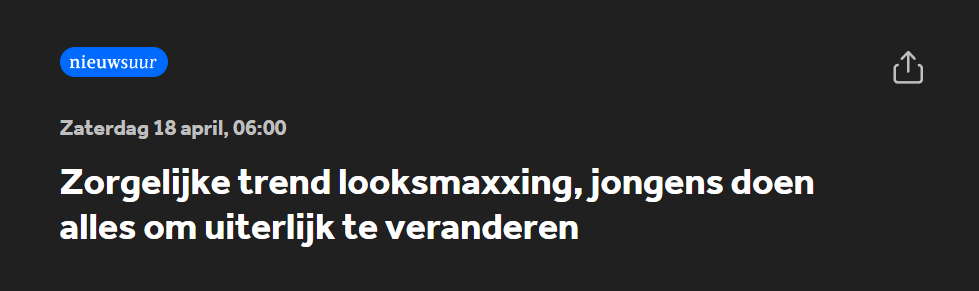 nieuwsuur
Zaterdag 18 april, 06:00
Zorgelijke trend looksmaxxing, jongens doen
alles om uiterlijk te veranderen